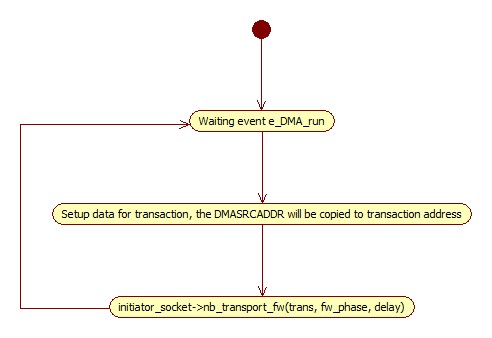 Waiting event e_DMA_run
Setup data for transaction, the DMASRCADDR will be copied to transaction address
initiator_socket->nb_transport_fw(trans, fw_phase, delay)